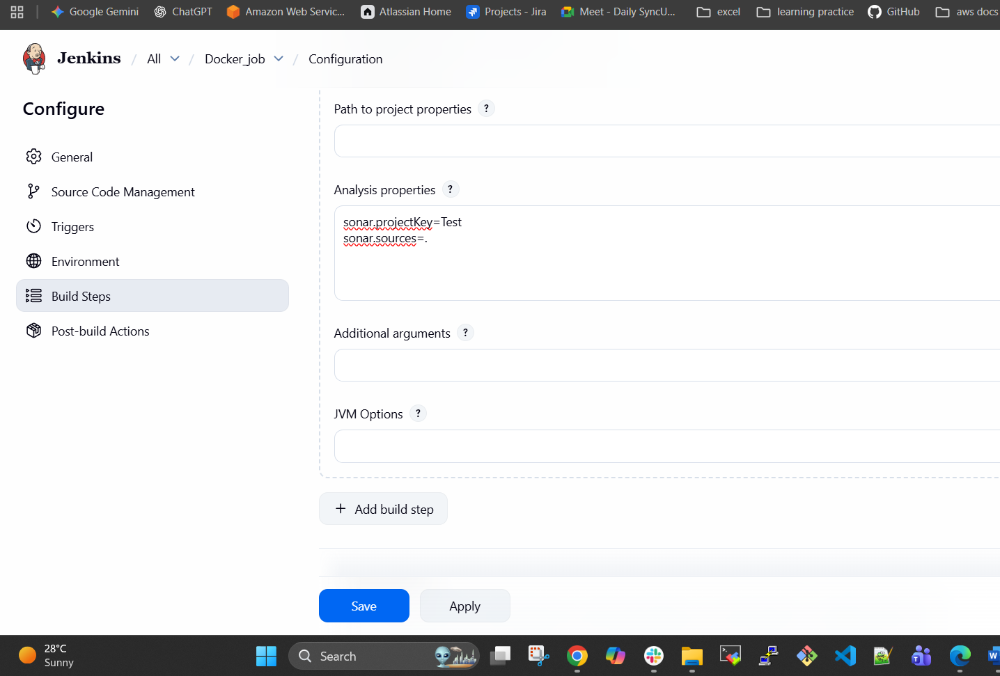 Google Gemini ChatGPT Amazon Web Servic... Atlassian Home Projects - Jira Meet - Daily SyncU... excel learning practice GitHub aws docs
Jenkins / All / Docker_job / Configuration
Configure
General
Source Code Management
Triggers
Environment
Build Steps
Post-build Actions
Path to project properties ?
Analysis properties ?
sonar.projectKey=Test
sonar.sources=.
Additional arguments ?
JVM Options ?
+ Add build step
Save Apply
28°C
Sunny
Search